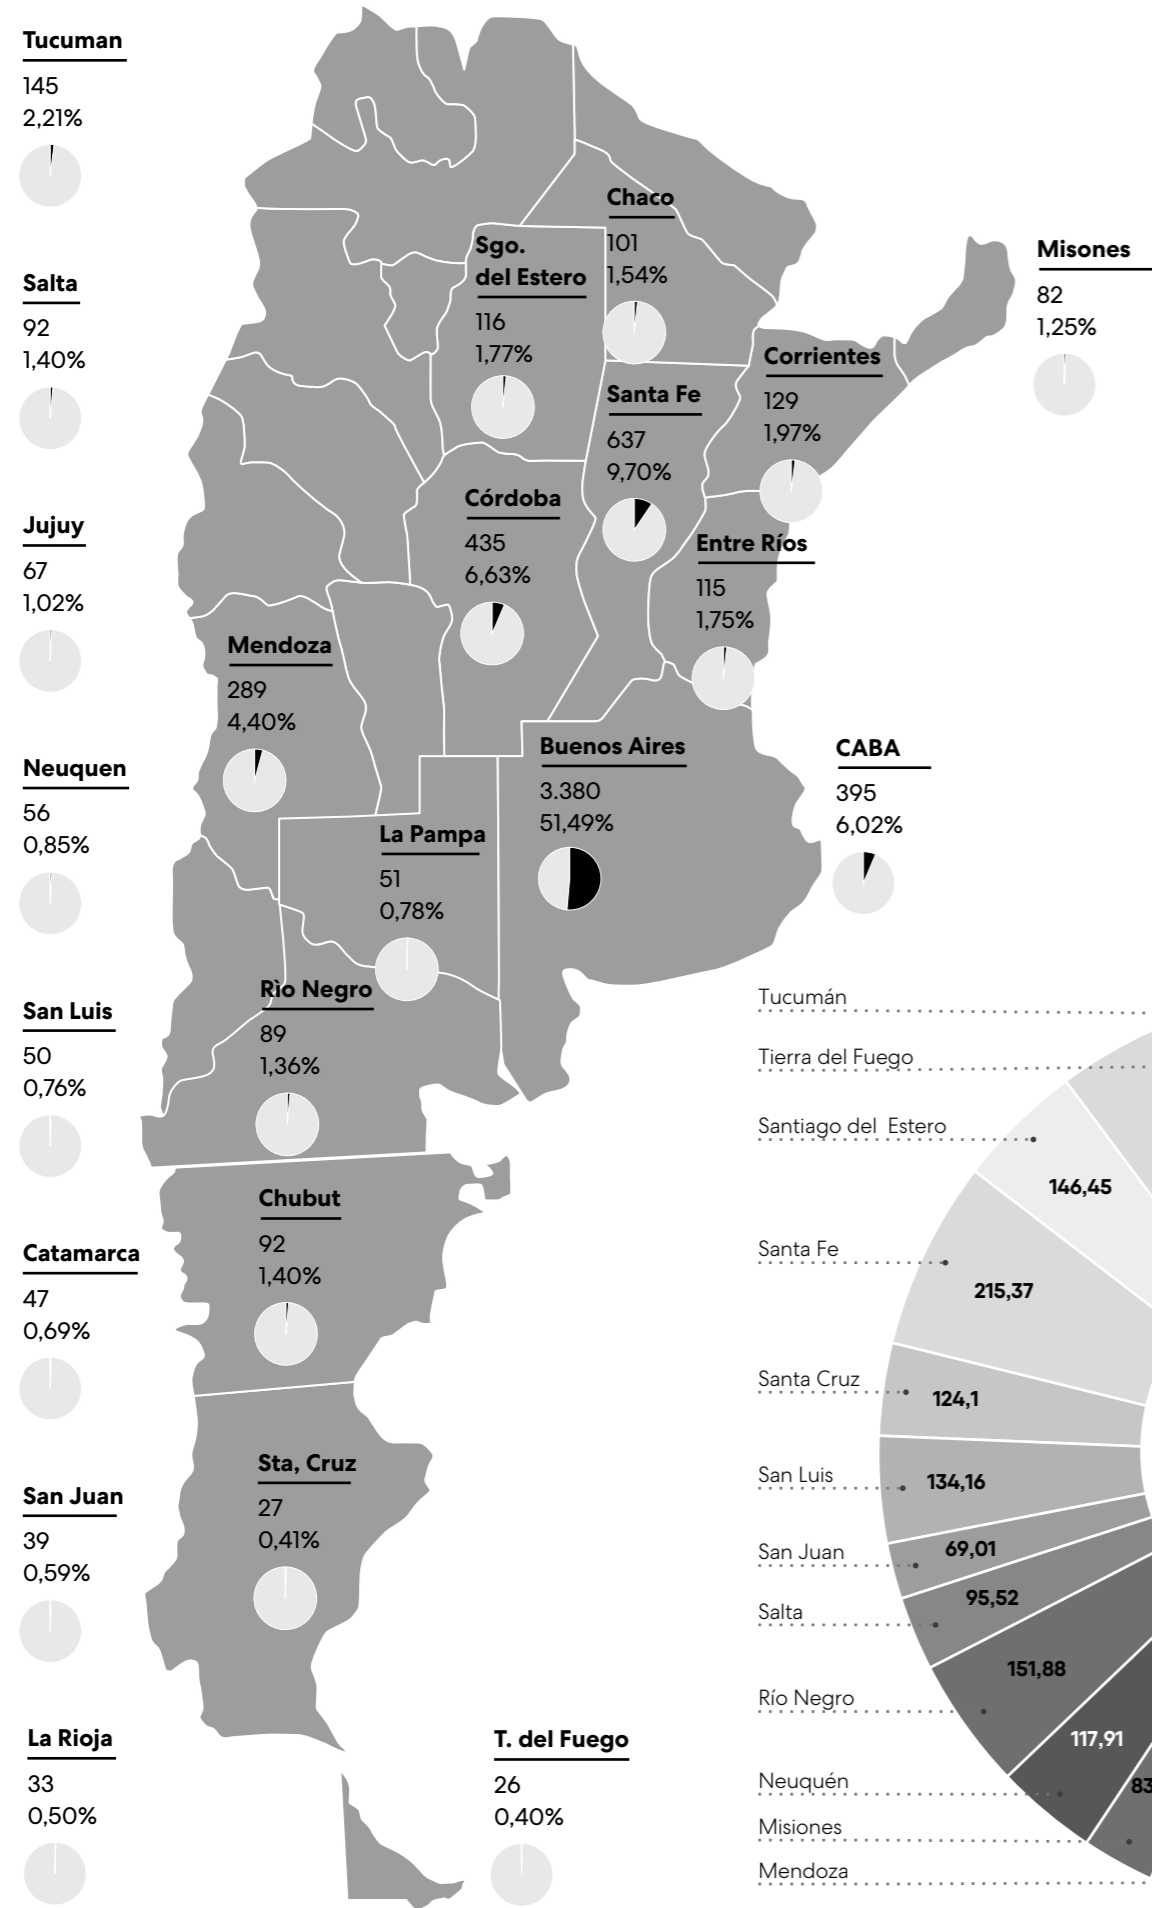 Tucuman
145
2,21%
Salta
92
1,40%
Jujuy
67
1,02%
Neuquen
56
0,85%
San Luis
50
0,76%
Catamarca
47
0,69%
San Juan
39
0,59%
La Rioja
33
0,50%
Chaco
101
1,54%
Sgo.
del Estero
116
1,77%
Misones
82
1,25%
Corrientes
129
1,97%
Santa Fe
637
9,70%
Córdoba
435
6,63%
Entre Ríos
115
1,75%
Mendoza
289
4,40%
Buenos Aires
3.380
51,49%
CABA
395
6,02%
La Pampa
51
0,78%
Rìo Negro
89
1,36%
Chubut
92
1,40%
Sta, Cruz
27
0,41%
T. del Fuego
26
0,40%
Tucumán
Tierra del Fuego
Santiago del  Estero
146,45
Santa Fe
215,37
Santa Cruz
124,1
San Luis
134,16
San Juan
69,01
Salta
95,52
Río Negro
151,88
Neuquén
117,91
Misiones
83
Mendoza